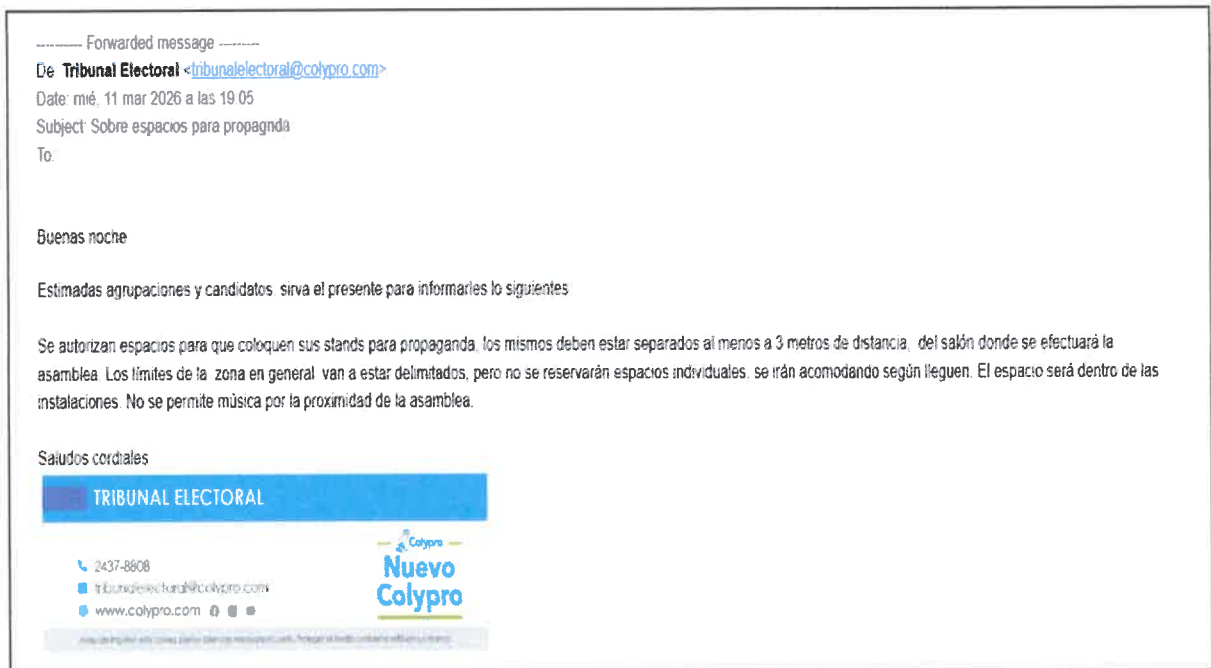 ---------- Forwarded message ---------
De: Tribunal Electoral <tribunalelectoral@colypro.com>
Date: mié, 11 mar 2026 a las 19:05
Subject: Sobre espacios para propagnda
To:
Buenas noche
Estimadas agrupaciones y candidatos, sirva el presente para informarles lo siguientes
Se autorizan espacios para que coloquen sus stands para propaganda, los mismos deben estar separados al menos a 3 metros de distancia, del salón donde se efectuará la
asamblea. Los límites de la zona en general van a estar delimitados, pero no se reservarán espacios individuales, se irán acomodando según lleguen. El espacio será dentro de las
instalaciones. No se permite música por la proximidad de la asamblea.
Saludos cordiales
TRIBUNAL ELECTORAL
2437-8808
tribunalelectoral@colypro.com
www.colypro.com
Colypro
Nuevo
Colypro